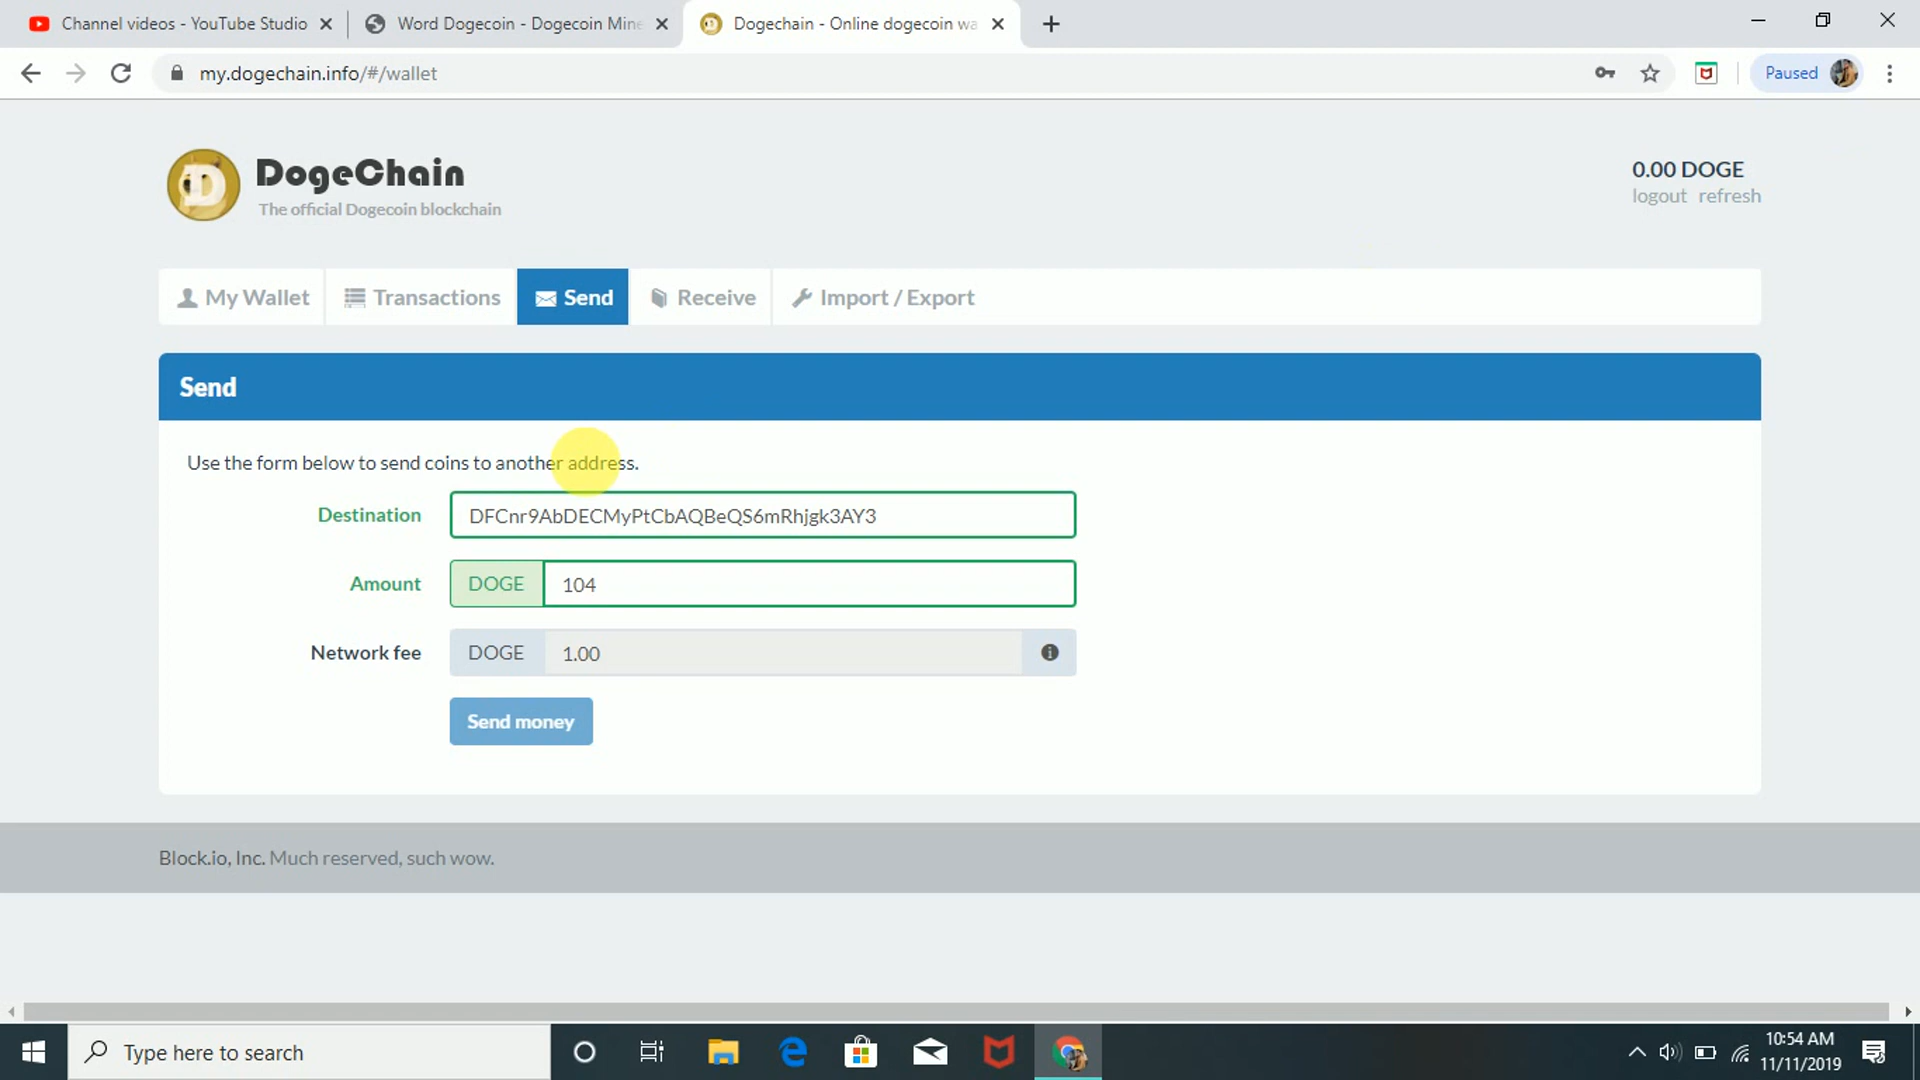 Channel videos - YouTube Studio
Word Dogecoin - Dogecoin Mine
Dogechain - Online dogecoin wa
my.dogechain.info/#/wallet
Paused
DogeChain
The official Dogecoin blockchain
0.00 DOGE
logout refresh
My Wallet
Transactions
Send
Receive
Import / Export
Send
Use the form below to send coins to another address.
Destination
DFCnr9AbDECMyPtCbAQBeQS6mRhjgk3AY3
Amount
DOGE
104
Network fee
DOGE
1.00
Send money
Block.io, Inc. Much reserved, such wow.
Type here to search
10:54 AM
11/11/2019